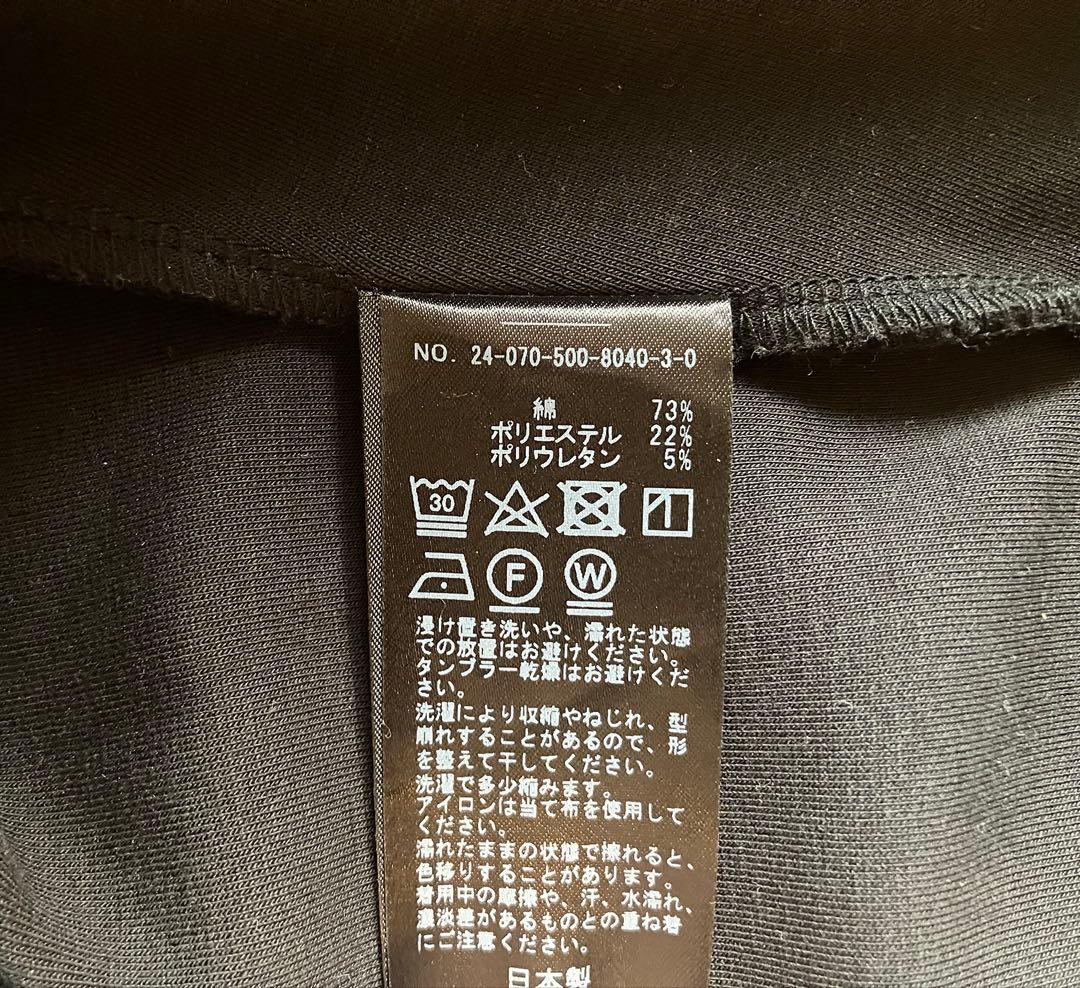 NO. 24-070-500-8040-3-0
綿 73%
ポリエステル 22%
ポリウレタン 5%
30
F W
浸け置き洗いや、濡れた状態
での放置はお避けください。
タンブラー乾燥はお避けくだ
さい。
洗濯により収縮やねじれ、型
崩れすることがあるので、形
を整えて干してください。
洗濯で多少縮みます。
アイロンは当て布を使用して
ください。
濡れたままの状態で擦れると、
色移りすることがあります。
着用中の摩擦や、汗、水濡れ、
濃淡差があるものとの重ね着
にご注意ください。
日本製